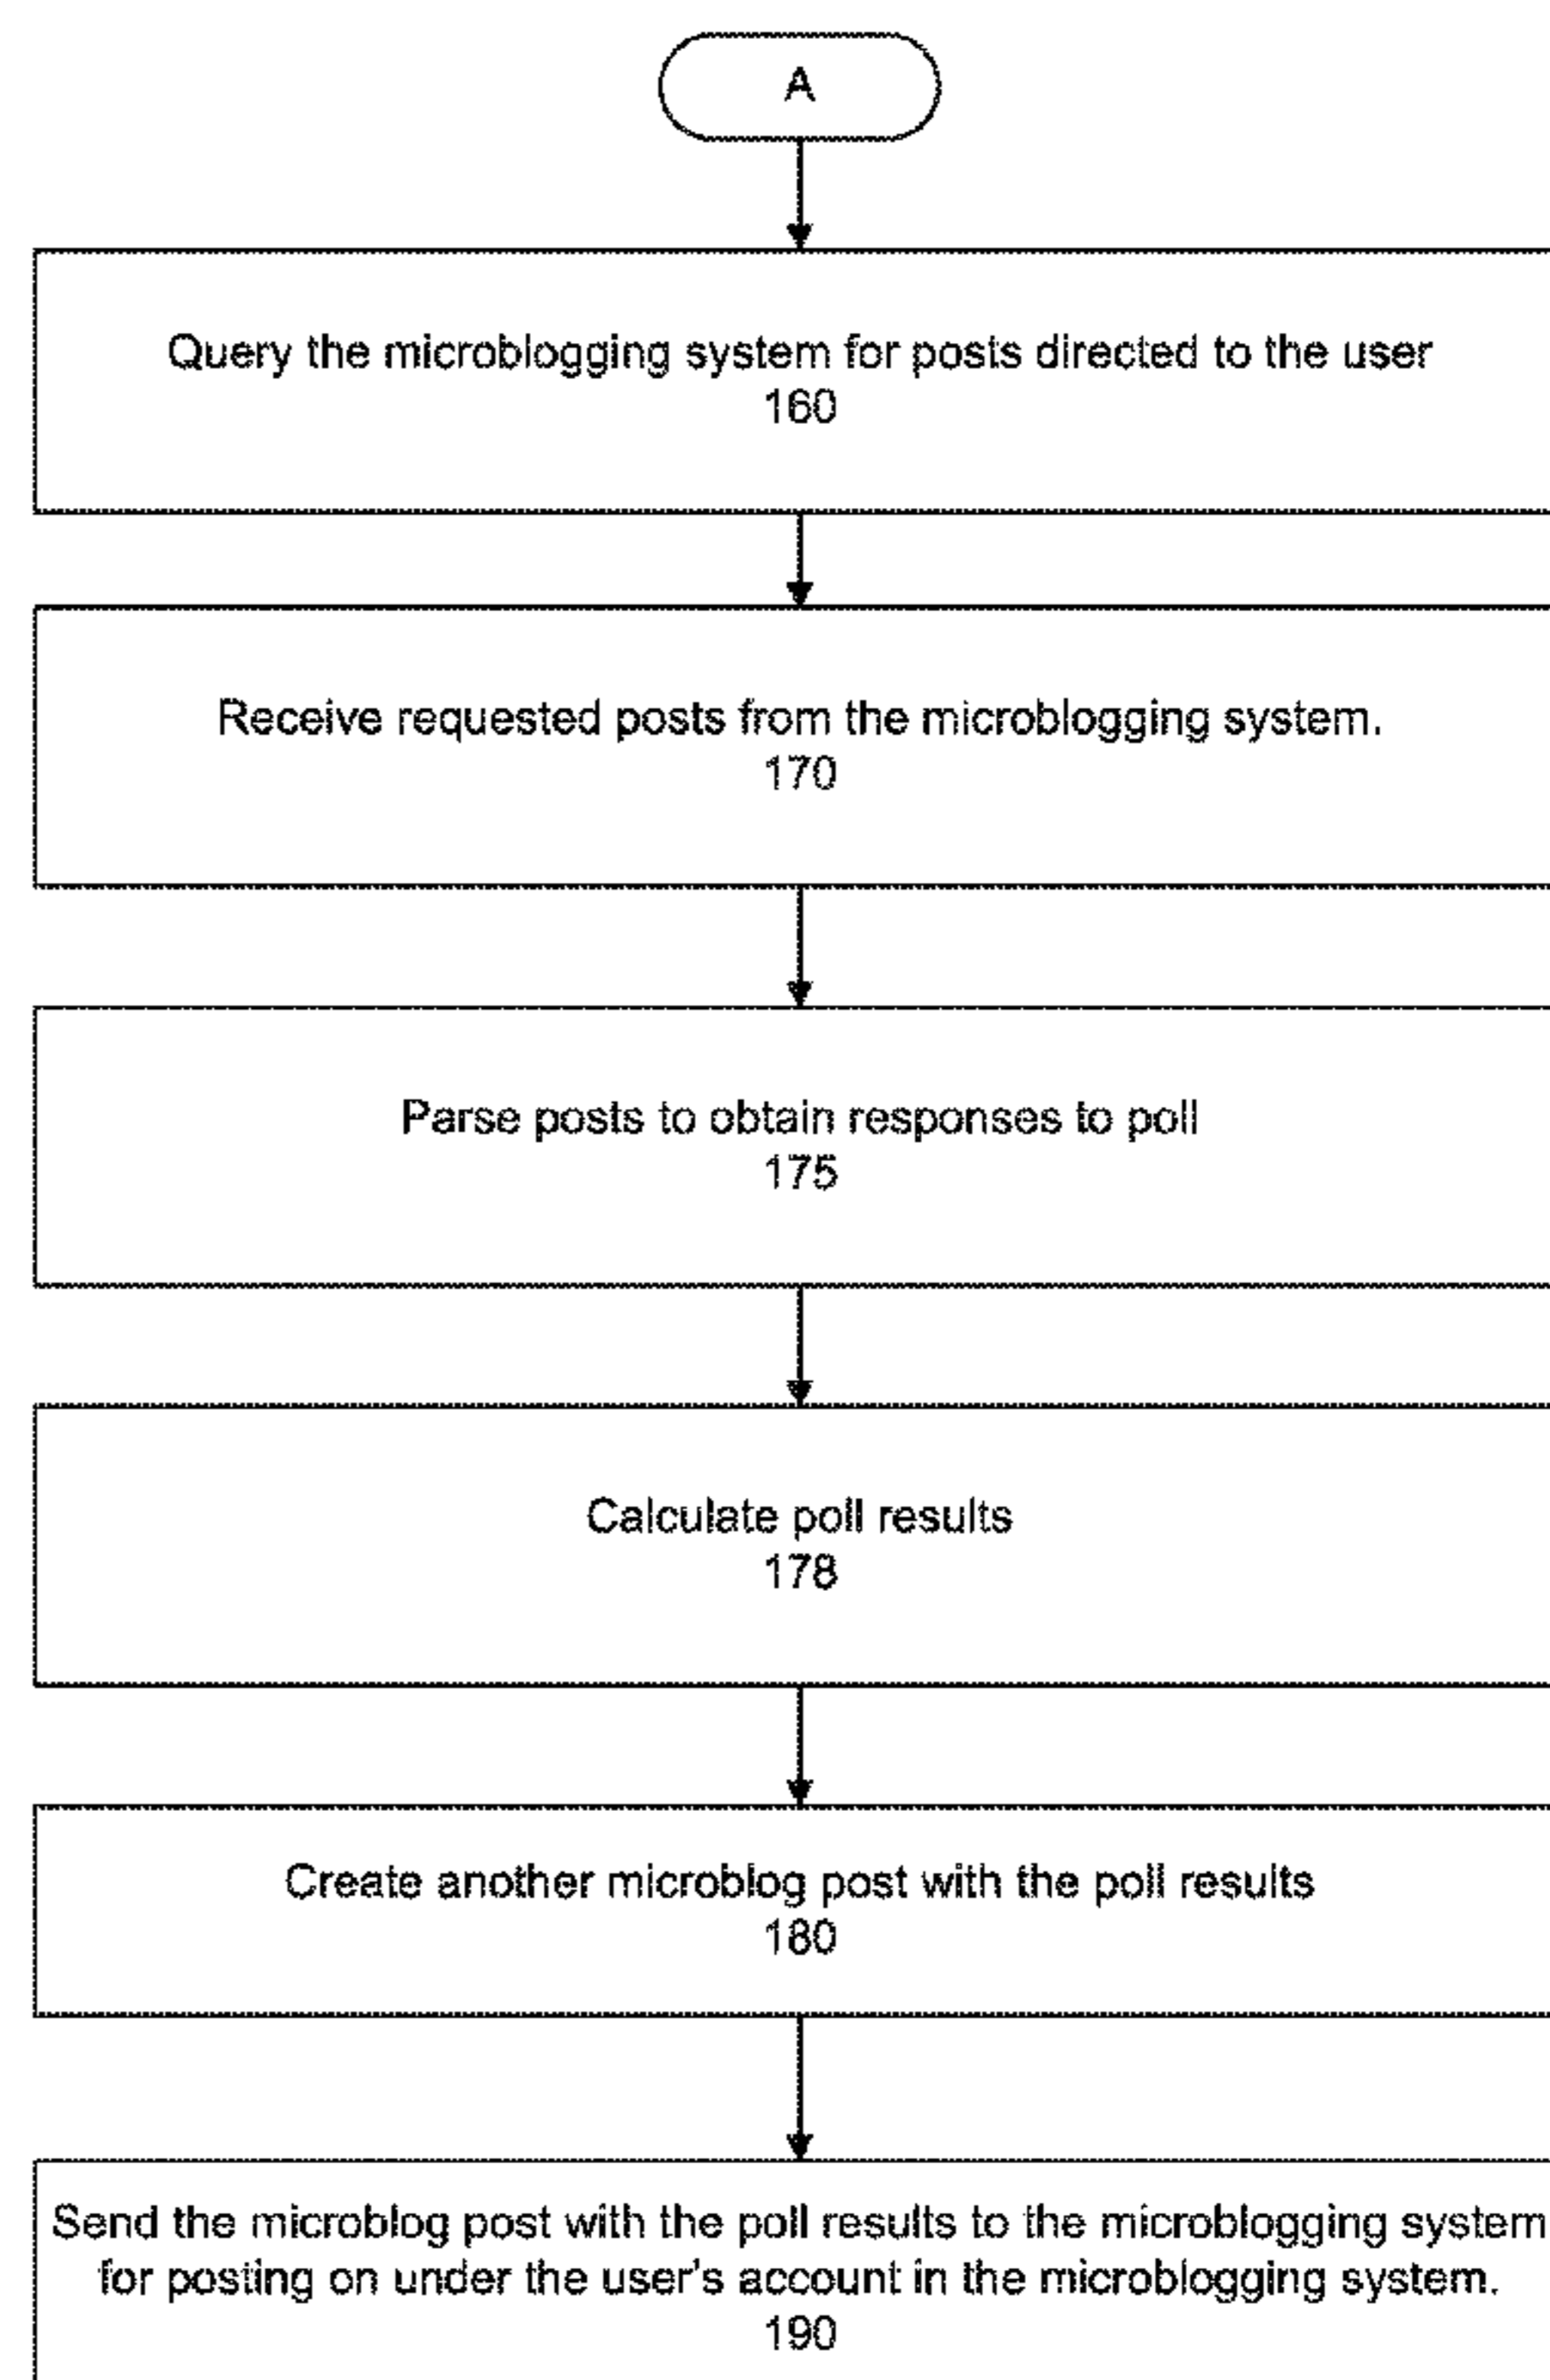 A
Query the microblogging system for posts directed to the user
160
Receive requested posts from the microblogging system.
170
Parse posts to obtain responses to poll
175
Calculate poll results
178
Create another microblog post with the poll results
180
Send the microblog post with the poll results to the microblogging system
for posting on under the user's account in the microblogging system.
190